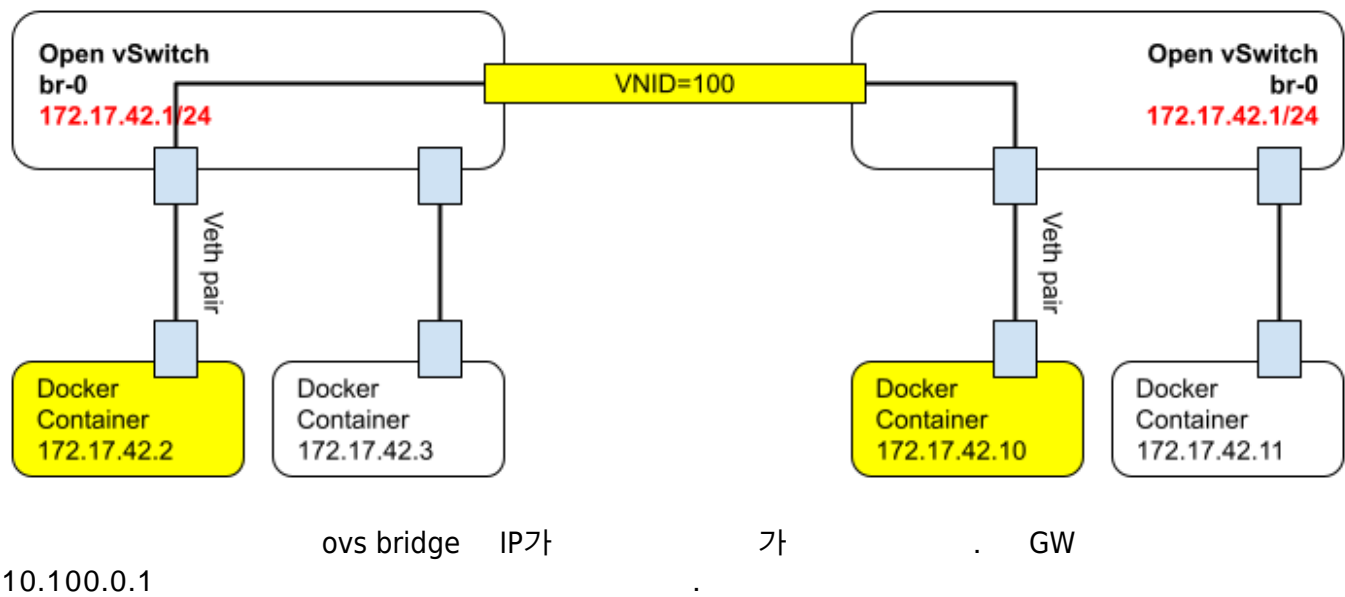 Open vSwitch
br-0
172.17.42.1/24
VNID=100
Open vSwitch
br-0
172.17.42.1/24
Veth pair
Veth pair
Docker
Container
172.17.42.2
Docker
Container
172.17.42.3
Docker
Container
172.17.42.10
Docker
Container
172.17.42.11
ovs bridge IP가 가 . GW
10.100.0.1 .